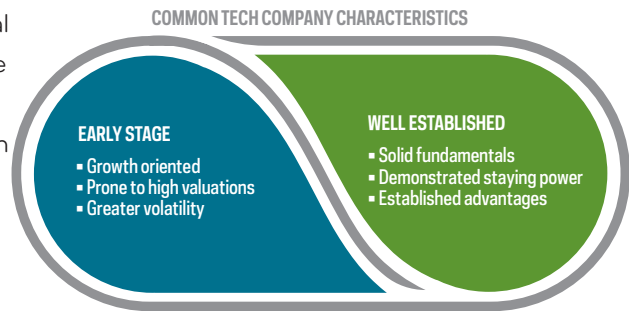 COMMON TECH COMPANY CHARACTERISTICS
EARLY STAGE
▪ Growth oriented
▪ Prone to high valuations
▪ Greater volatility
WELL ESTABLISHED
▪ Solid fundamentals
▪ Demonstrated staying power
▪ Established advantages